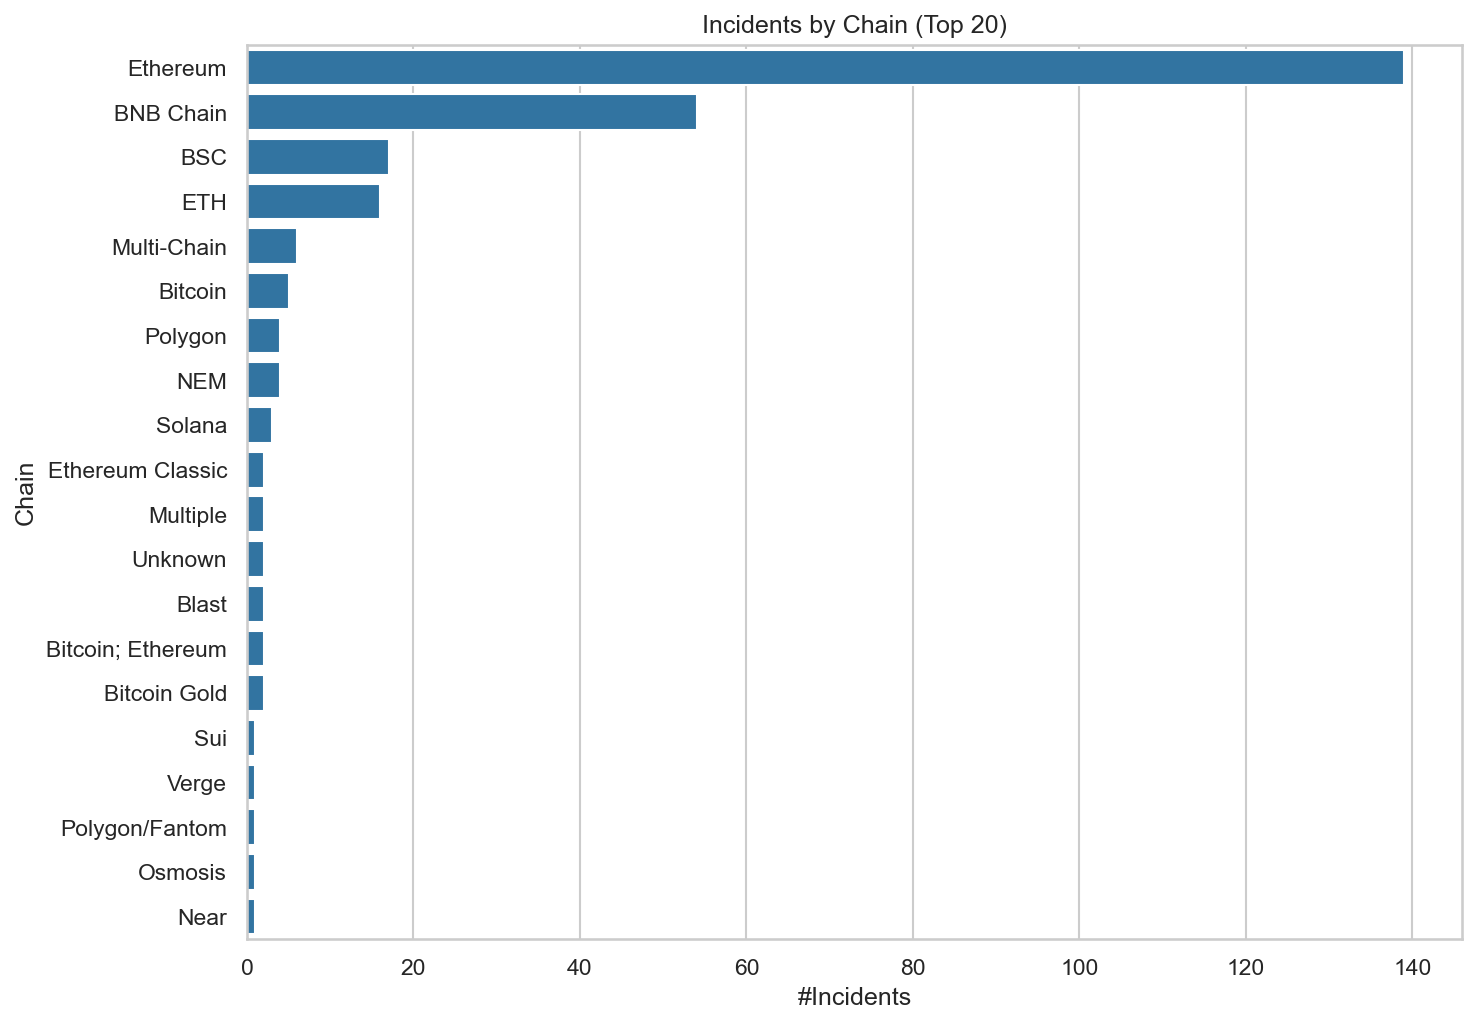 Incidents by Chain (Top 20)
Ethereum
BNB Chain
BSC
ETH
Multi-Chain
Bitcoin
Polygon
NEM
Solana
Ethereum Classic
Multiple
Unknown
Blast
Bitcoin; Ethereum
Bitcoin Gold
Sui
Verge
Polygon/Fantom
Osmosis
Near
Chain
0 20 40 60 80 100 120 140
#Incidents